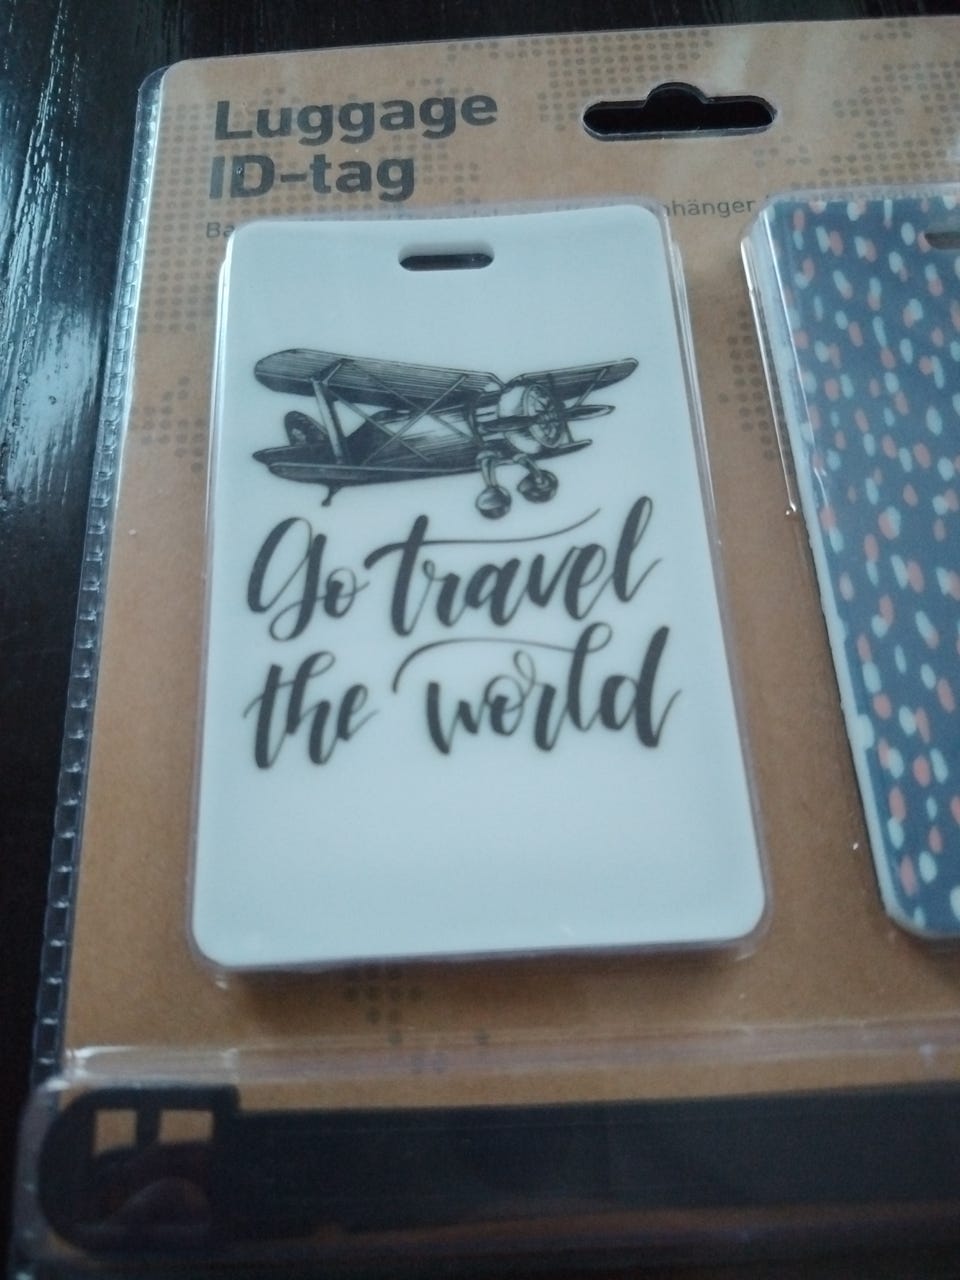 Luggage
ID-tag
Go travel
the world